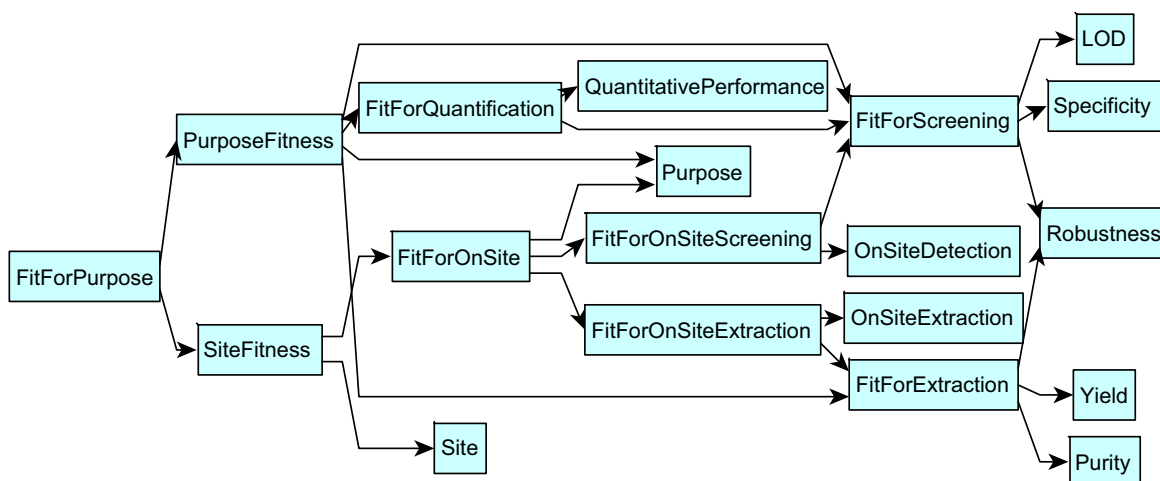 LOD
QuantitativePerformance
FitForQuantification
Specificity
FitForScreening
PurposeFitness
Purpose
FitForOnSiteScreening
Robustness
FitForOnSite
OnSiteDetection
FitForPurpose
OnSiteExtraction
FitForOnSiteExtraction
SiteFitness
FitForExtraction
Yield
Site
Purity